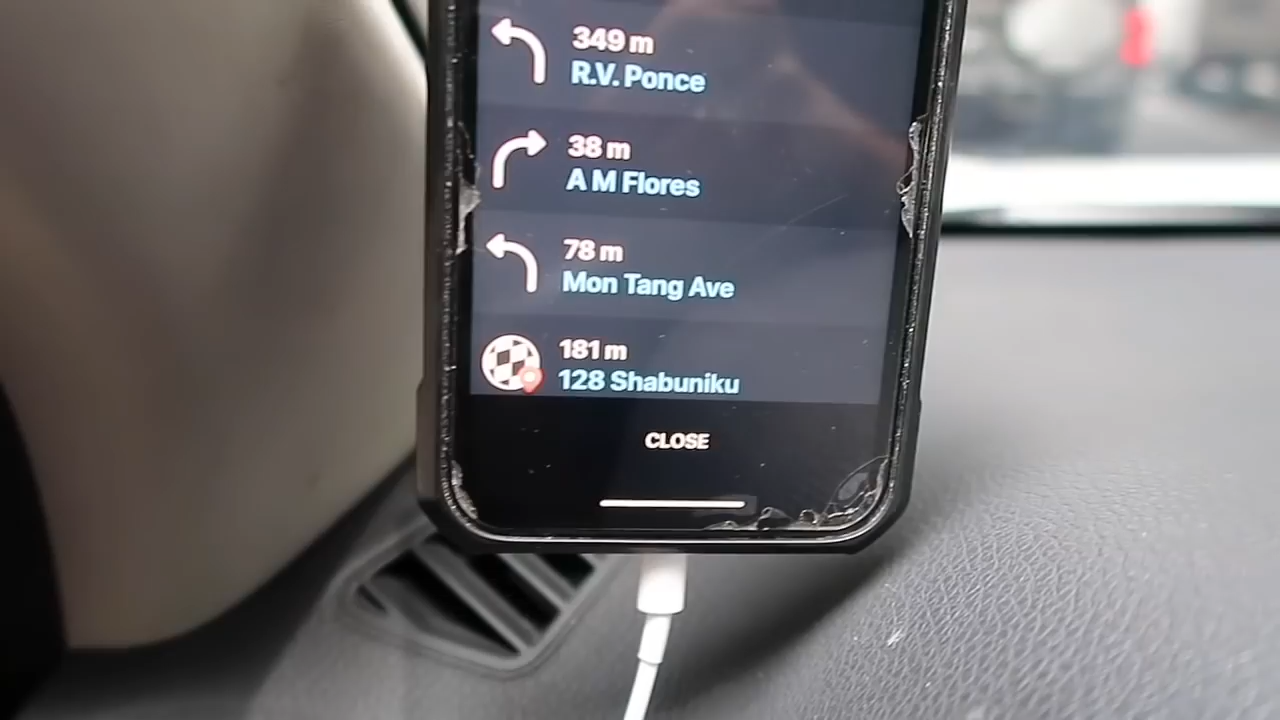 349 m
R.V. Ponce
38 m
A M Flores
78 m
Mon Tang Ave
181 m
128 Shabuniku
CLOSE